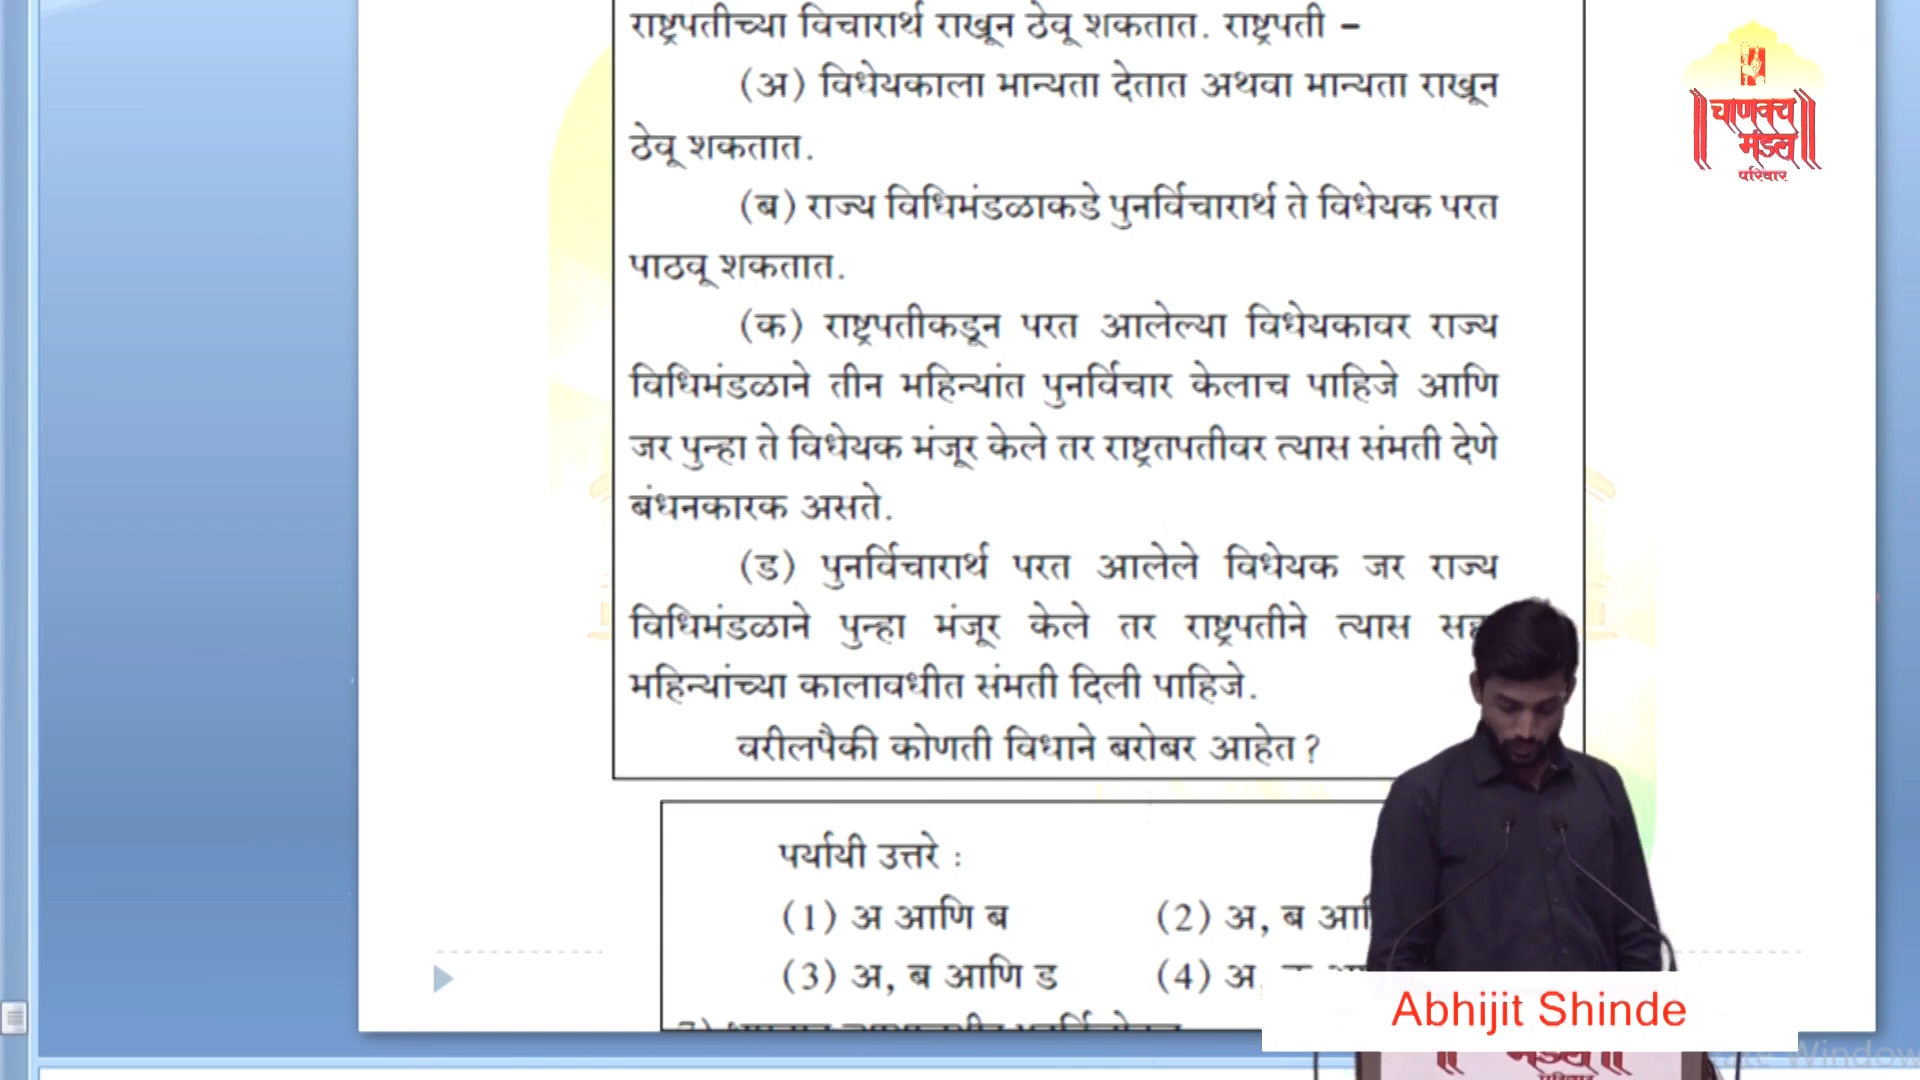 राष्ट्रपतीच्या विचारार्थ राखून ठेवू शकतात. राष्ट्रपती –
(अ) विधेयकाला मान्यता देतात अथवा मान्यता राखून
ठेवू शकतात.
(ब) राज्य विधिमंडळाकडे पुनर्विचारार्थ ते विधेयक परत
पाठवू शकतात.
(क) राष्ट्रपतीकडून परत आलेल्या विधेयकावर राज्य
विधिमंडळाने तीन महिन्यांत पुनर्विचार केलाच पाहिजे आणि
जर पुन्हा ते विधेयक मंजूर केले तर राष्ट्रतपतीवर त्यास संमती देणे
बंधनकारक असते.
(ड) पुनर्विचारार्थ परत आलेले विधेयक जर राज्य
विधिमंडळाने पुन्हा मंजूर केले तर राष्ट्रपतीने त्यास
महिन्यांच्या कालावधीत संमती दिली पाहिजे.
वरीलपैकी कोणती विधाने बरोबर आहेत ?
पर्यायी उत्तरे :
(1) अ आणि ब
(2) अ, ब
(3) अ, ब आणि ड
(4) अ,
चाणक्य
मंडल
परिवार
Abhijit Shinde
मंडल